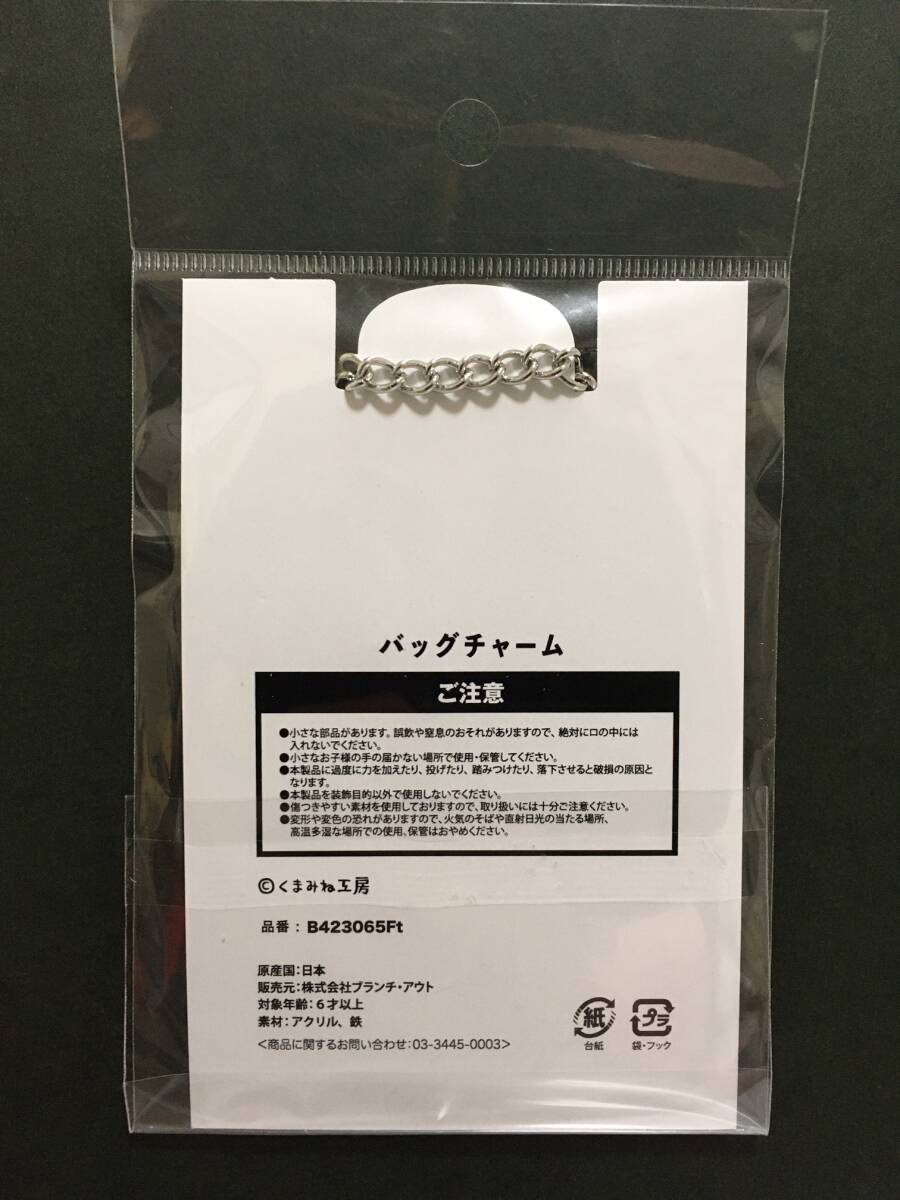 バッグチャーム
ご注意
●小さな部品があります。誤飲や窒息のおそれがありますので、絶対に口の中には
入れないでください。
●小さなお子様の手の届かない場所で使用・保管してください。
●本製品に過度に力を加えたり、投げたり、踏みつけたり、落下させると破損の原因と
なります。
●本製品を装飾目的以外で使用しないでください。
●傷つきやすい素材を使用しておりますので、取り扱いには十分ご注意ください。
●変形や変色の恐れがありますので、火気のそばや直射日光の当たる場所、
高温多湿な場所での使用、保管はおやめください。
©くまみね工房
品番：B423065Ft
原産国：日本
販売元：株式会社ブランチ・アウト
対象年齢：６才以上
素材：アクリル、鉄
＜商品に関するお問い合わせ：03-3445-0003＞
紙 プラ
台紙 袋・フック